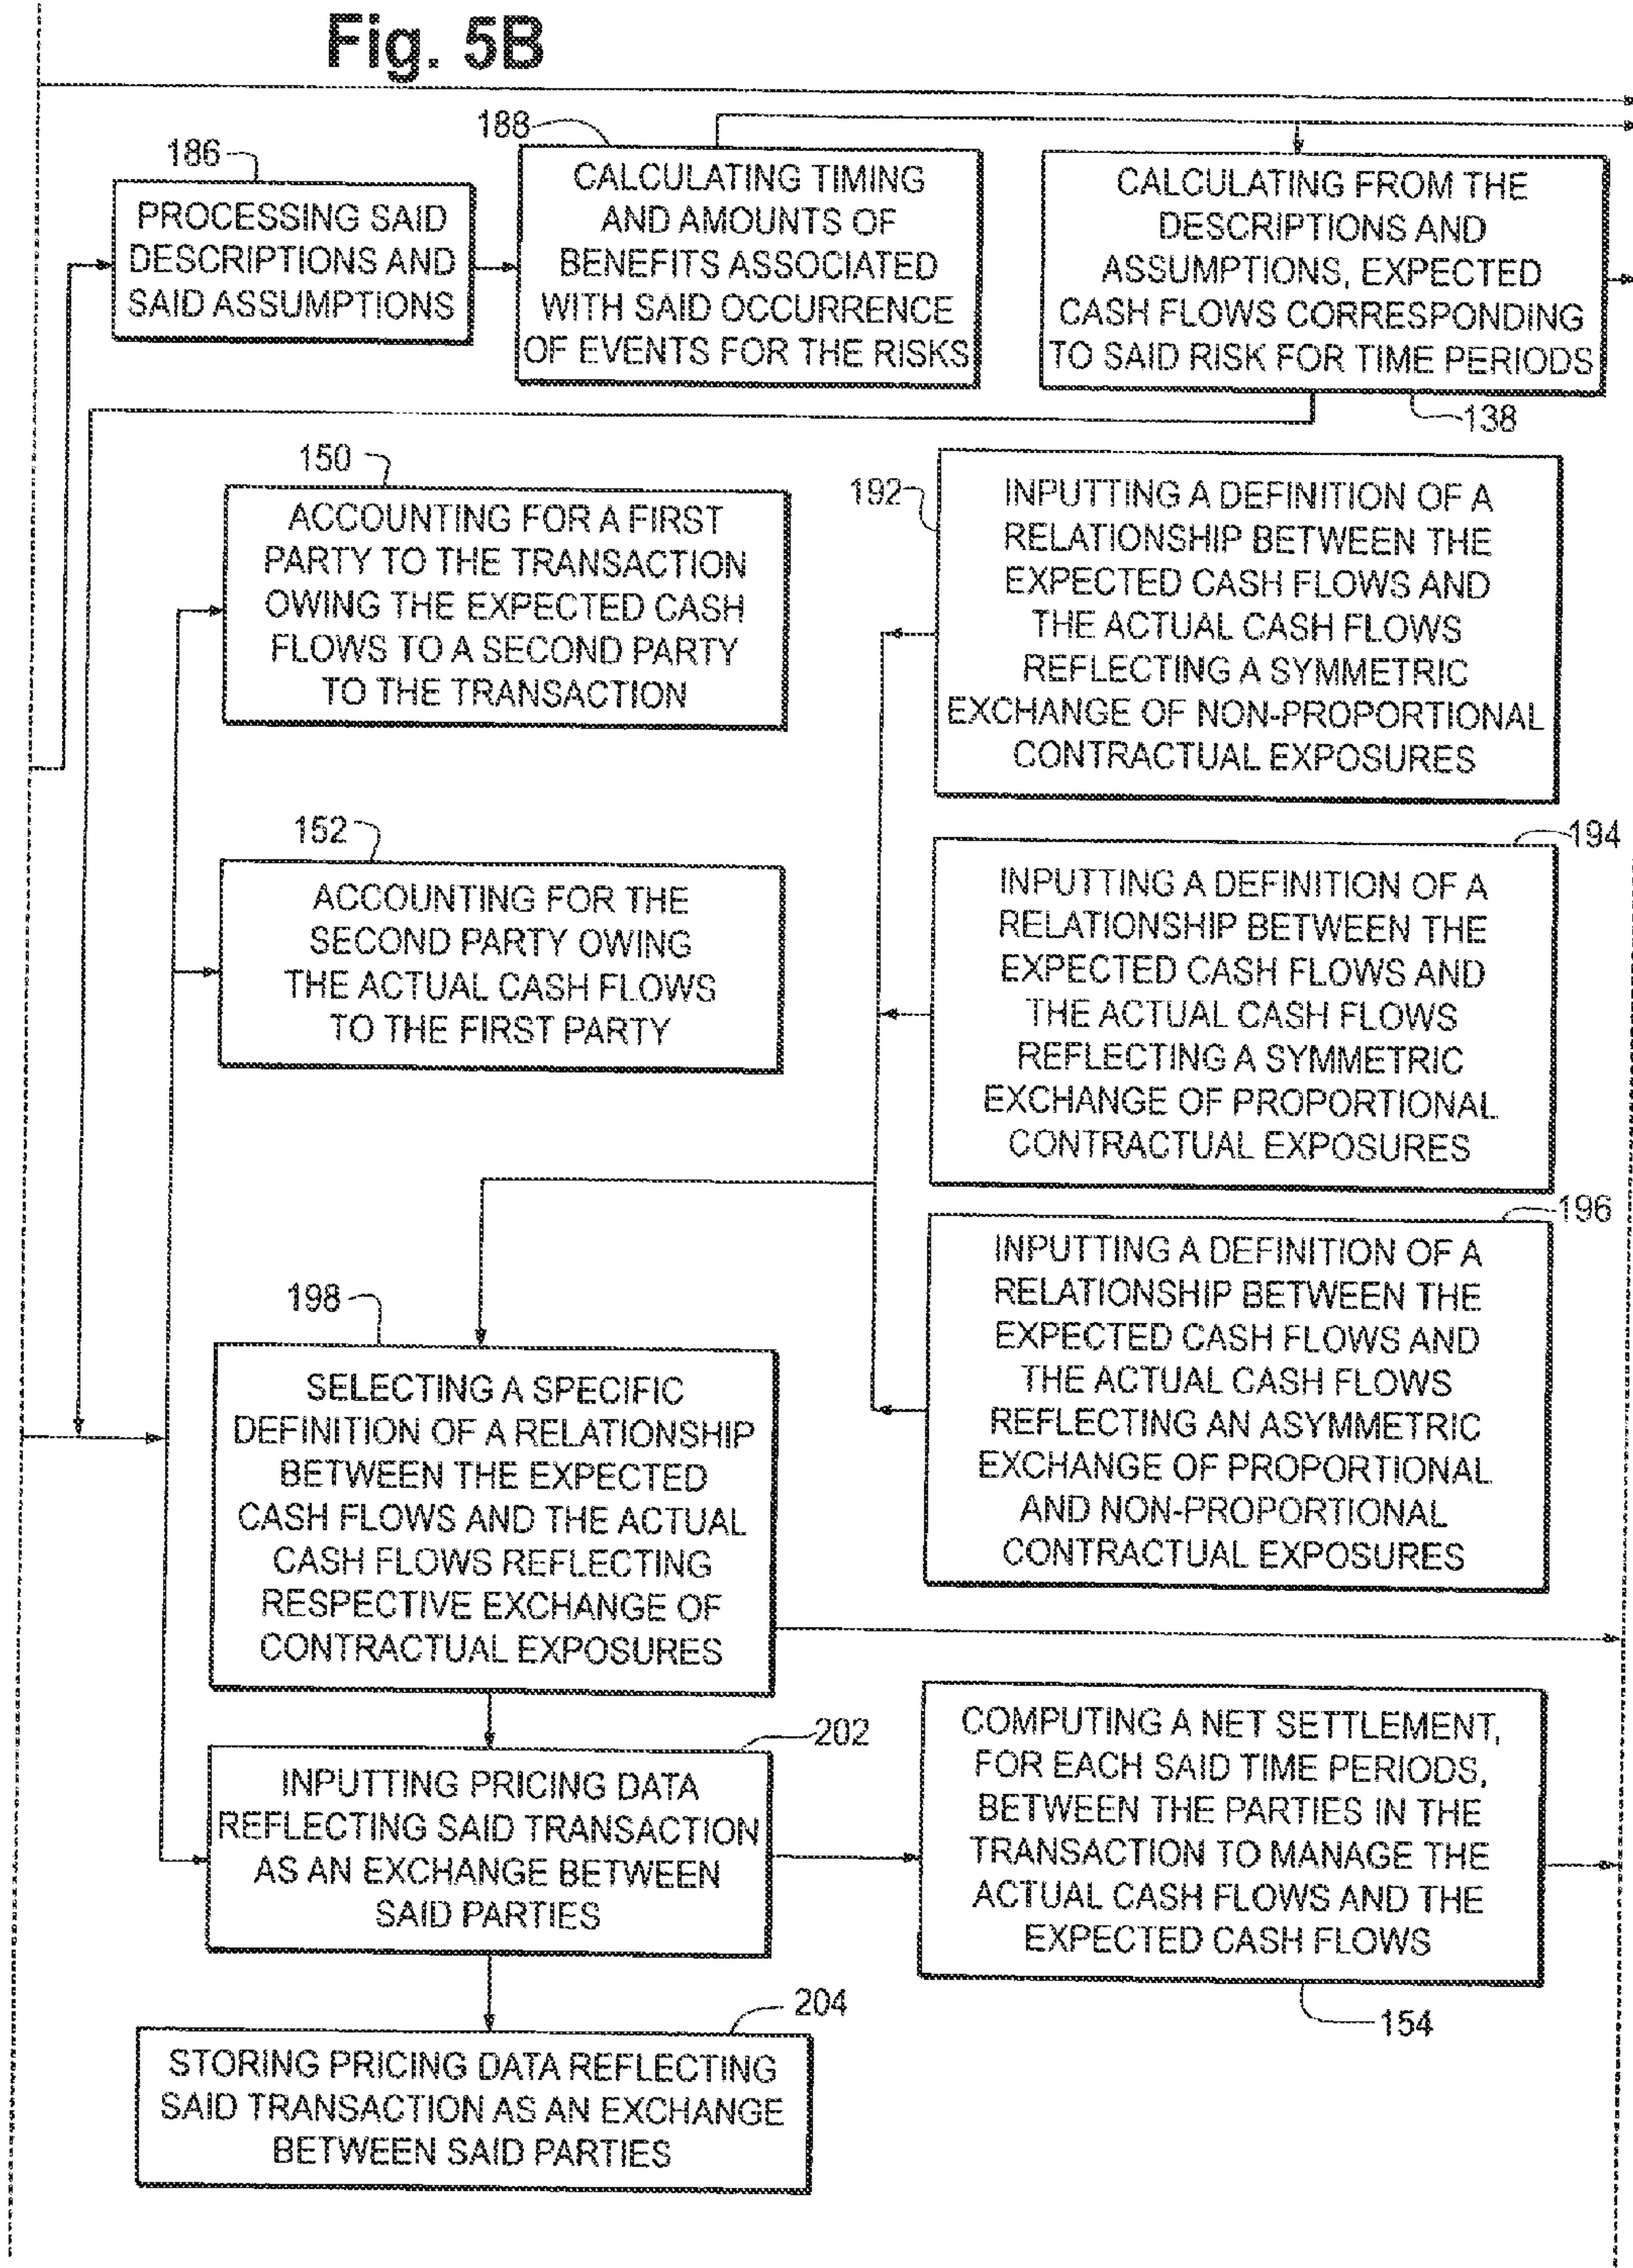 Fig. 5B
186
PROCESSING SAID
DESCRIPTIONS AND
SAID ASSUMPTIONS
188
CALCULATING TIMING
AND AMOUNTS OF
BENEFITS ASSOCIATED
WITH SAID OCCURRENCE
OF EVENTS FOR THE RISKS
CALCULATING FROM THE
DESCRIPTIONS AND
ASSUMPTIONS, EXPECTED
CASH FLOWS CORRESPONDING
TO SAID RISK FOR TIME PERIODS
138
150
ACCOUNTING FOR A FIRST
PARTY TO THE TRANSACTION
OWING THE EXPECTED CASH
FLOWS TO A SECOND PARTY
TO THE TRANSACTION
192
INPUTTING A DEFINITION OF A
RELATIONSHIP BETWEEN THE
EXPECTED CASH FLOWS AND
THE ACTUAL CASH FLOWS
REFLECTING A SYMMETRIC
EXCHANGE OF NON-PROPORTIONAL
CONTRACTUAL EXPOSURES
152
ACCOUNTING FOR THE
SECOND PARTY OWING
THE ACTUAL CASH FLOWS
TO THE FIRST PARTY
194
INPUTTING A DEFINITION OF A
RELATIONSHIP BETWEEN THE
EXPECTED CASH FLOWS AND
THE ACTUAL CASH FLOWS
REFLECTING A SYMMETRIC
EXCHANGE OF PROPORTIONAL
CONTRACTUAL EXPOSURES
196
INPUTTING A DEFINITION OF A
RELATIONSHIP BETWEEN THE
EXPECTED CASH FLOWS AND
THE ACTUAL CASH FLOWS
REFLECTING AN ASYMMETRIC
EXCHANGE OF PROPORTIONAL
AND NON-PROPORTIONAL
CONTRACTUAL EXPOSURES
198
SELECTING A SPECIFIC
DEFINITION OF A RELATIONSHIP
BETWEEN THE EXPECTED
CASH FLOWS AND THE ACTUAL
CASH FLOWS REFLECTING
RESPECTIVE EXCHANGE OF
CONTRACTUAL EXPOSURES
202
INPUTTING PRICING DATA
REFLECTING SAID TRANSACTION
AS AN EXCHANGE BETWEEN
SAID PARTIES
COMPUTING A NET SETTLEMENT,
FOR EACH SAID TIME PERIODS,
BETWEEN THE PARTIES IN THE
TRANSACTION TO MANAGE THE
ACTUAL CASH FLOWS AND THE
EXPECTED CASH FLOWS
154
204
STORING PRICING DATA REFLECTING
SAID TRANSACTION AS AN EXCHANGE
BETWEEN SAID PARTIES